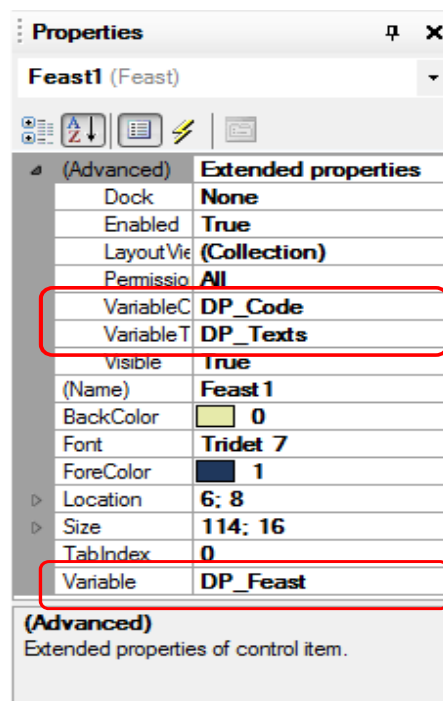 Properties
Feast1 (Feast)
(Advanced) Extended properties
Dock None
Enabled True
LayoutVie (Collection)
Permissio All
VariableC DP_Code
VariableT DP_Texts
Visible True
(Name) Feast1
BackColor 0
Font Tridet 7
ForeColor 1
Location 6; 8
Size 114; 16
TabIndex 0
Variable DP_Feast
(Advanced)
Extended properties of control item.